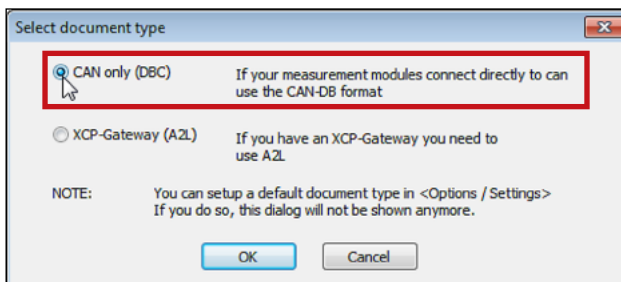 Select document type
CAN only (DBC) If your measurement modules connect directly to can
use the CAN-DB format
XCP-Gateway (A2L) If you have an XCP-Gateway you need to
use A2L
NOTE: You can setup a default document type in <Options / Settings>
If you do so, this dialog will not be shown anymore.
OK Cancel